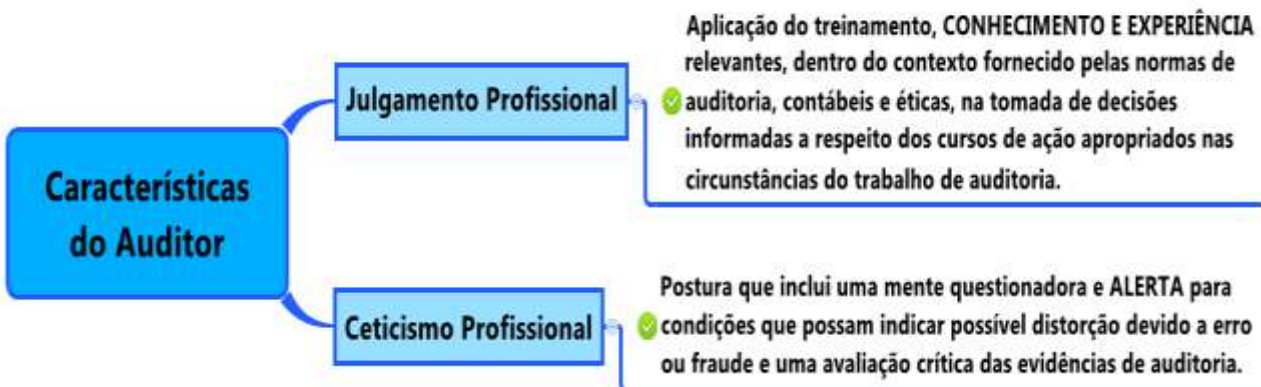 Características
do Auditor
Julgamento Profissional
Aplicação do treinamento, CONHECIMENTO E EXPERIÊNCIA
relevantes, dentro do contexto fornecido pelas normas de
auditoria, contábeis e éticas, na tomada de decisões
informadas a respeito dos cursos de ação apropriados nas
circunstâncias do trabalho de auditoria.
Ceticismo Profissional
Postura que inclui uma mente questionadora e ALERTA para
condições que possam indicar possível distorção devido a erro
ou fraude e uma avaliação crítica das evidências de auditoria.